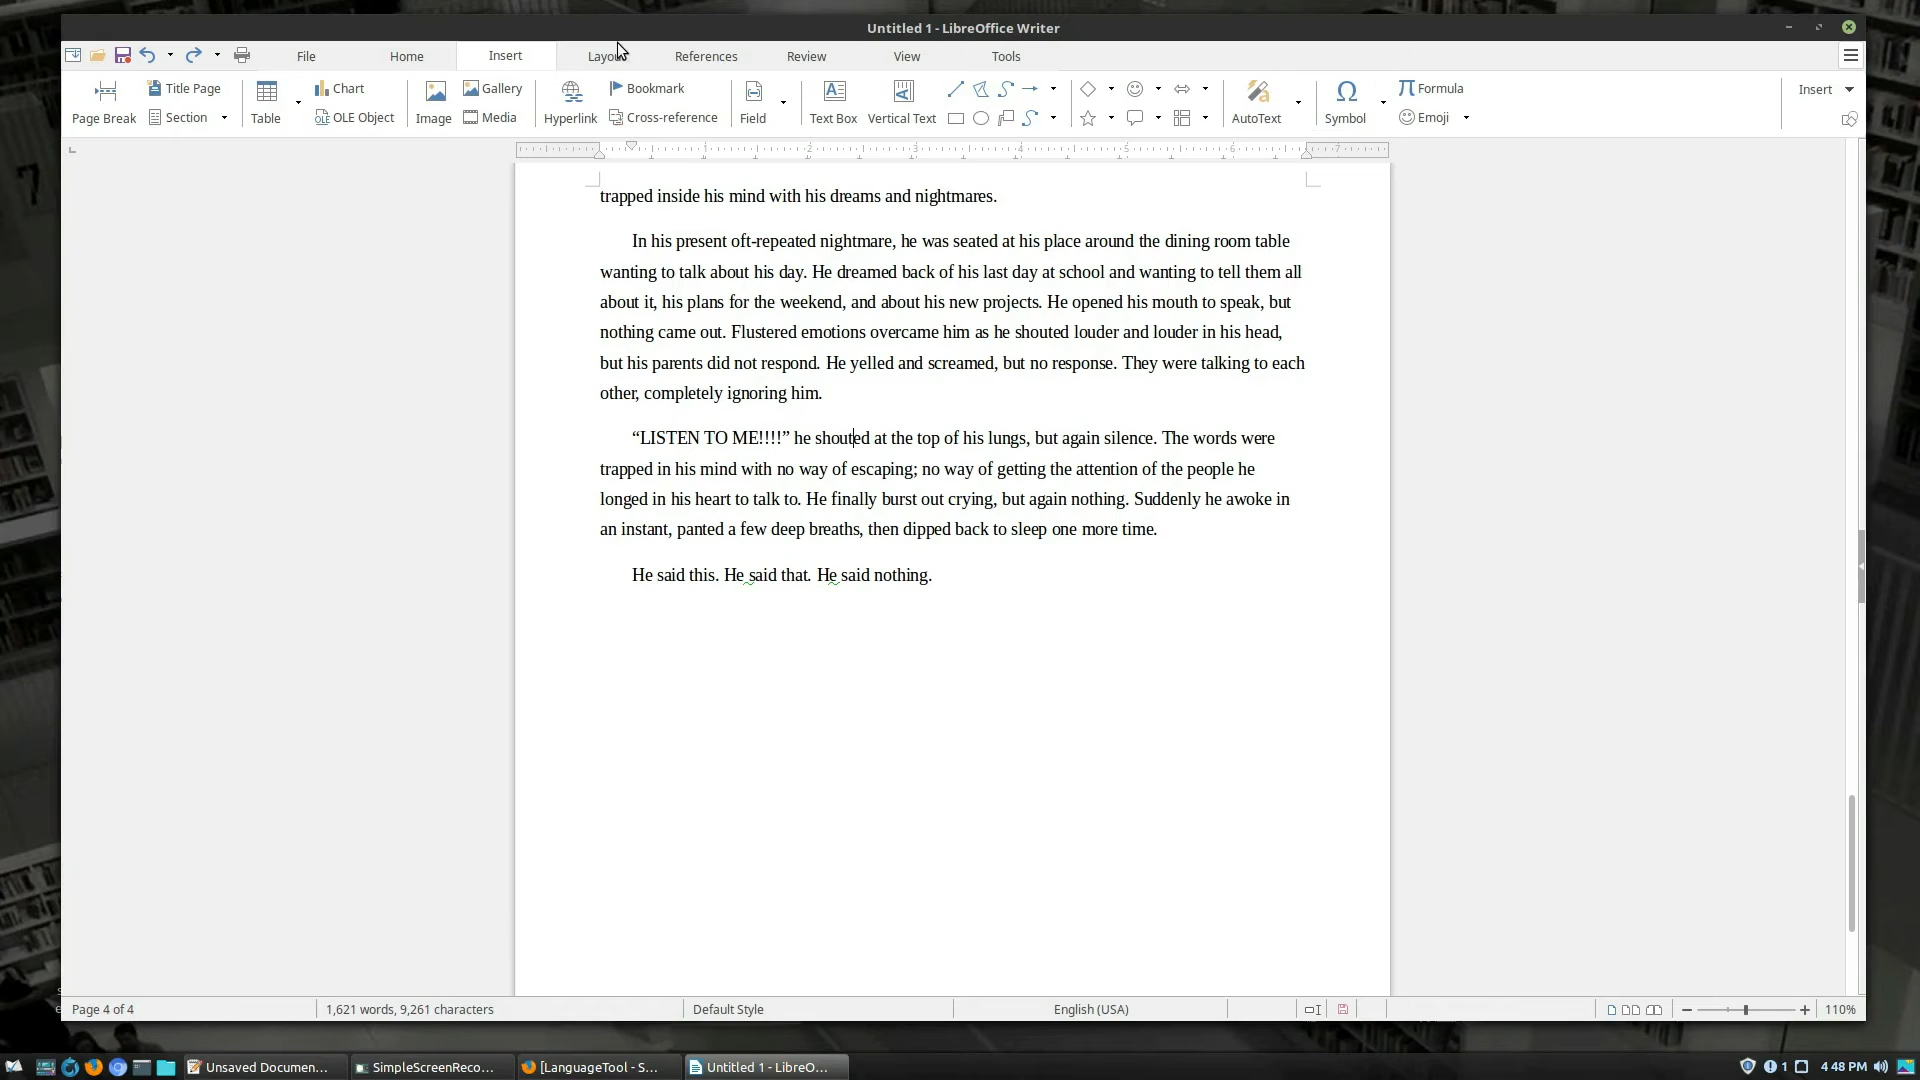 Untitled 1 - LibreOffice Writer
File Home Insert Layou References Review View Tools
Page Break Title Page Section Table Chart OLE Object Image Gallery Media Hyperlink Bookmark Cross-reference Field Text Box Vertical Text AutoText Symbol Formula Emoji Insert
1 2 3 4 5 6 7
trapped inside his mind with his dreams and nightmares.
In his present oft-repeated nightmare, he was seated at his place around the dining room table
wanting to talk about his day. He dreamed back of his last day at school and wanting to tell them all
about it, his plans for the weekend, and about his new projects. He opened his mouth to speak, but
nothing came out. Flustered emotions overcame him as he shouted louder and louder in his head,
but his parents did not respond. He yelled and screamed, but no response. They were talking to each
other, completely ignoring him.
“LISTEN TO ME!!!!” he shouted at the top of his lungs, but again silence. The words were
trapped in his mind with no way of escaping; no way of getting the attention of the people he
longed in his heart to talk to. He finally burst out crying, but again nothing. Suddenly he awoke in
an instant, panted a few deep breaths, then dipped back to sleep one more time.
He said this. He said that. He said nothing.
Page 4 of 4 1,621 words, 9,261 characters Default Style English (USA) 110%
Unsaved Documen... SimpleScreenReco... [LanguageTool - S... Untitled 1 - LibreO... 1 4:48 PM